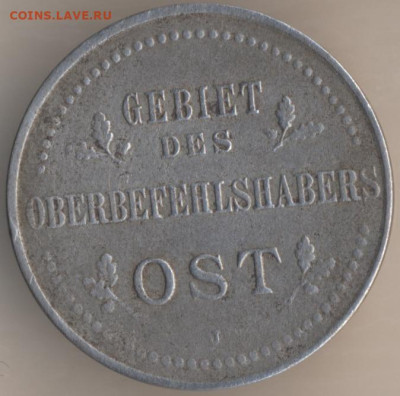 COINS.LAVE.RU
GEBIET
DES
OBERBEFEHLSHABERS
OST
J